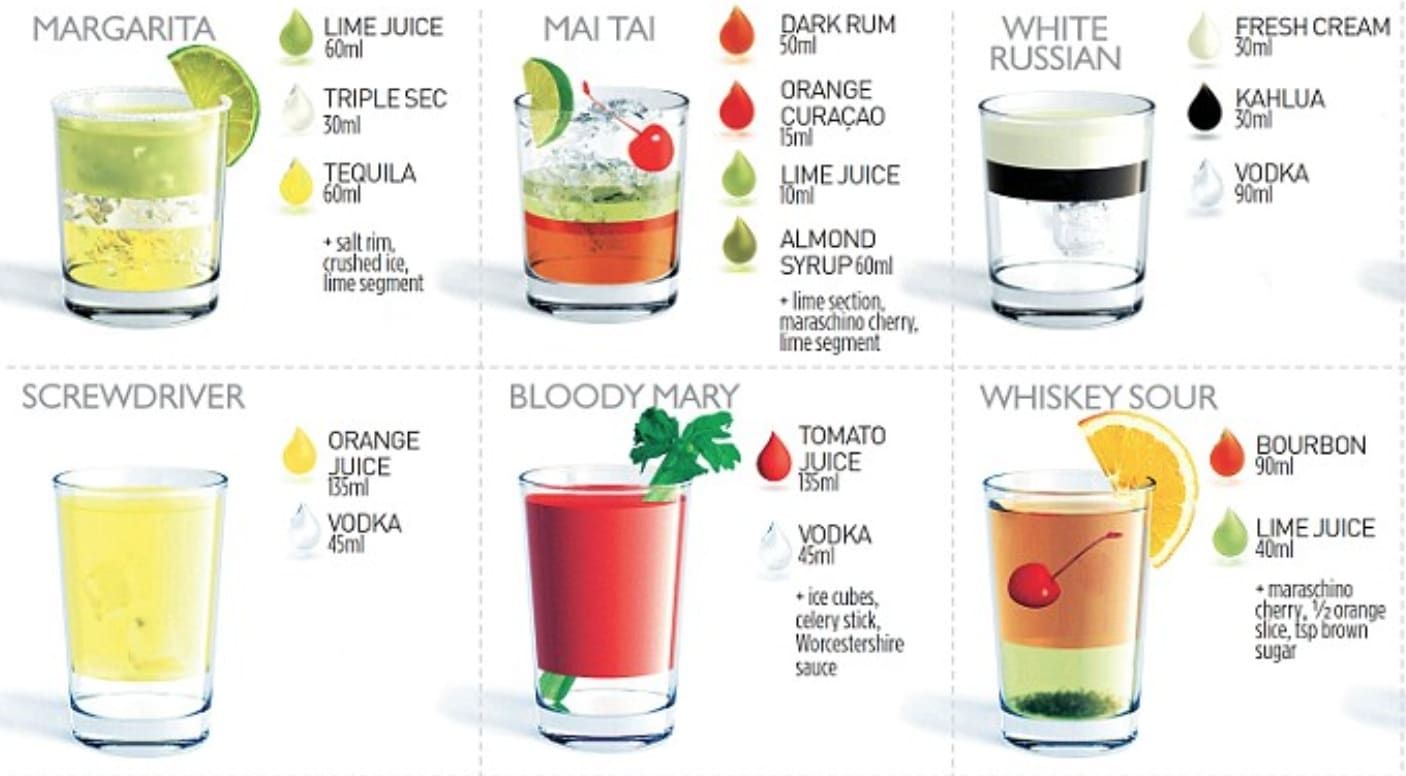 MARGARITA
LIME JUICE
60ml
TRIPLE SEC
30ml
TEQUILA
60ml
+ salt rim,
crushed ice,
lime segment
MAI TAI
DARK RUM
50ml
ORANGE
CURAÇAO
15ml
LIME JUICE
10ml
ALMOND
SYRUP 60ml
+ lime section,
maraschino cherry,
lime segment
WHITE
RUSSIAN
FRESH CREAM
30ml
KAHLUA
30ml
VODKA
90ml
SCREWDRIVER
ORANGE
JUICE
135ml
VODKA
45ml
BLOODY MARY
TOMATO
JUICE
135ml
VODKA
45ml
+ ice cubes,
celery stick,
Worcestershire
sauce
WHISKEY SOUR
BOURBON
90ml
LIME JUICE
40ml
+ maraschino
cherry, ½ orange
slice, tsp brown
sugar